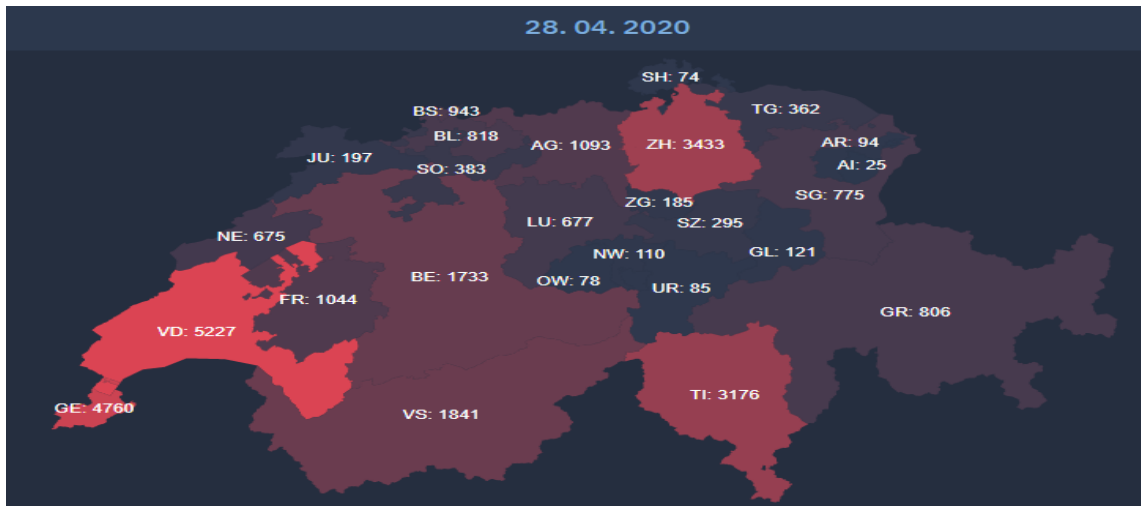 28. 04. 2020
SH: 74
BS: 943
TG: 362
BL: 818
AG: 1093
ZH: 3433
AR: 94
JU: 197
SO: 383
AI: 25
ZG: 185
SG: 775
NE: 675
LU: 677
SZ: 295
NW: 110
GL: 121
BE: 1733
OW: 78
UR: 85
FR: 1044
GR: 806
VD: 5227
GE: 4760
VS: 1841
TI: 3176